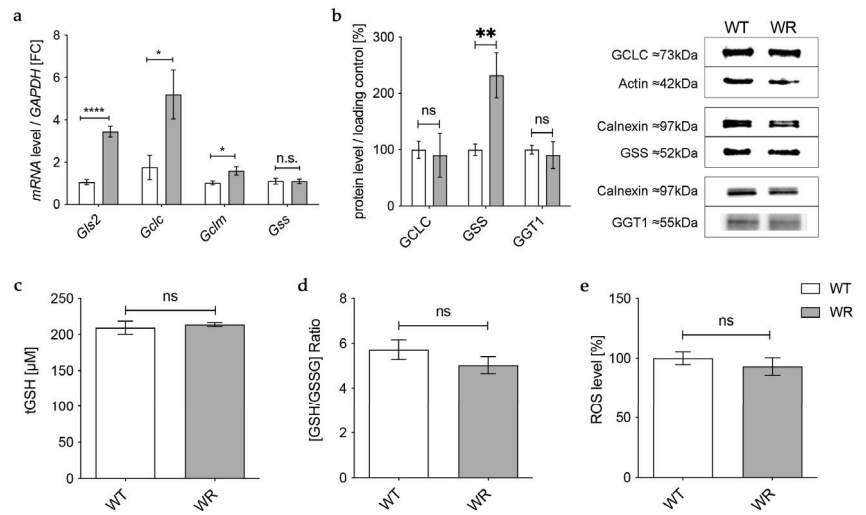 a
mRNA level / GAPDH [FC]
8
6
4
2
0
****
*
*
n.s.
Gls2
Gclc
Gclm
Gss
b
protein level / loading control [%]
300
200
100
0
ns
**
ns
GCLC
GSS
GGT1
WT WR
GCLC ≈73kDa
Actin ≈42kDa
Calnexin ≈97kDa
GSS ≈52kDa
Calnexin ≈97kDa
GGT1 ≈55kDa
c
tGSH [µM]
250
200
150
100
50
0
ns
WT
WR
d
[GSH/GSSG] Ratio
8
6
4
2
0
ns
WT
WR
e
ROS level [%]
150
100
50
0
ns
WT
WR
WT
WR